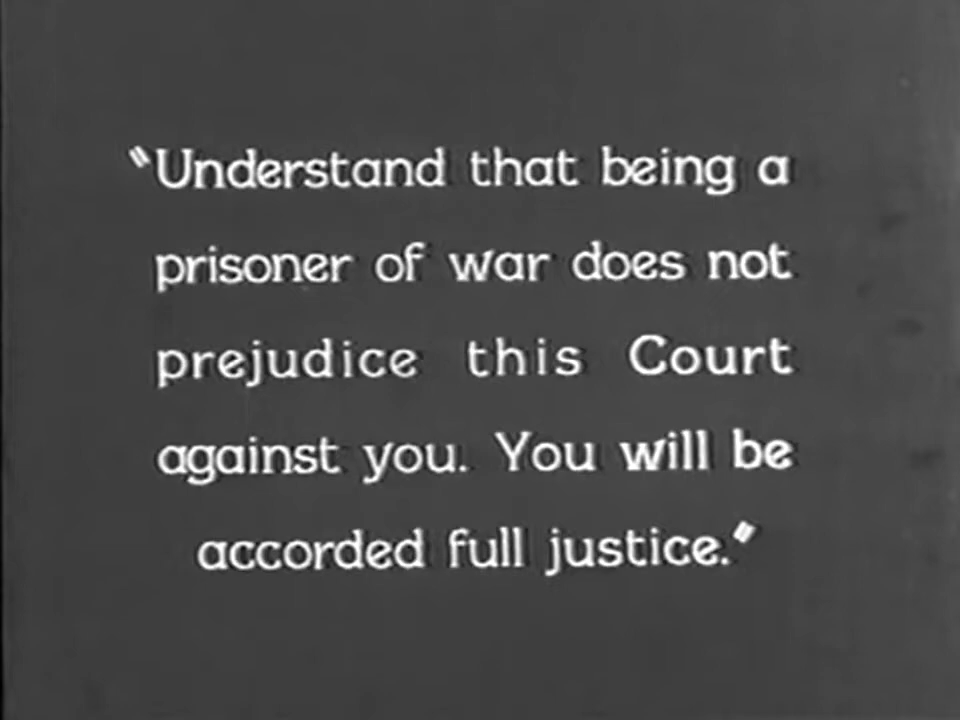 "Understand that being a
prisoner of war does not
prejudice this Court
against you. You will be
accorded full justice."